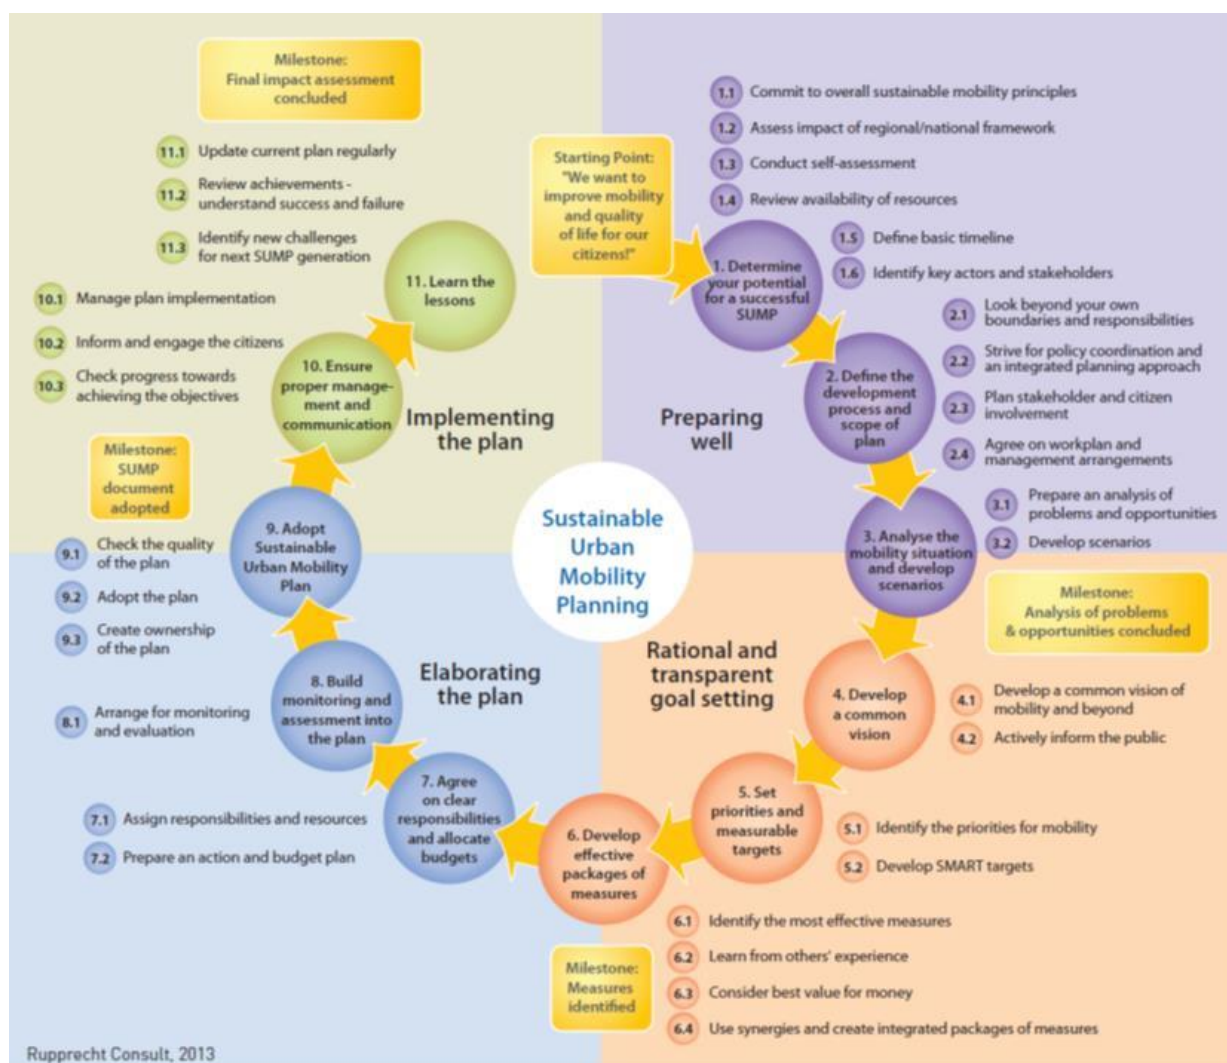 Starting Point:
"We want to
improve mobility
and quality
of life for our
citizens!"
1.1 Commit to overall sustainable mobility principles
1.2 Assess impact of regional/national framework
1.3 Conduct self-assessment
1.4 Review availability of resources
1.5 Define basic timeline
1.6 Identify key actors and stakeholders
1. Determine
your potential
for a successful
SUMP
2.1 Look beyond your own
boundaries and responsibilities
2.2 Strive for policy coordination and
an integrated planning approach
2.3 Plan stakeholder and citizen
involvement
2.4 Agree on workplan and
management arrangements
2. Define the
development
process and
scope of
plan
Preparing
well
3.1 Prepare an analysis of
problems and opportunities
3.2 Develop scenarios
3. Analyse the
mobility situation
and develop
scenarios
Milestone:
Analysis of problems
& opportunities concluded
Sustainable
Urban
Mobility
Planning
Rational and
transparent
goal setting
4. Develop
a common
vision
4.1 Develop a common vision of
mobility and beyond
4.2 Actively inform the public
5. Set
priorities and
measurable
targets
5.1 Identify the priorities for mobility
5.2 Develop SMART targets
6. Develop
effective
packages of
measures
6.1 Identify the most effective measures
6.2 Learn from others' experience
6.3 Consider best value for money
6.4 Use synergies and create integrated packages of measures
Milestone:
Measures
identified
Elaborating
the plan
7. Agree
on clear
responsibilities
and allocate
budgets
7.1 Assign responsibilities and resources
7.2 Prepare an action and budget plan
8. Build
monitoring and
assessment into
the plan
8.1 Arrange for monitoring
and evaluation
9. Adopt
Sustainable
Urban Mobility
Plan
9.1 Check the quality
of the plan
9.2 Adopt the plan
9.3 Create ownership
of the plan
Milestone:
SUMP
document
adopted
Implementing
the plan
10. Ensure
proper manage-
ment and
communication
10.1 Manage plan implementation
10.2 Inform and engage the citizens
10.3 Check progress towards
achieving the objectives
11. Learn the
lessons
11.1 Update current plan regularly
11.2 Review achievements -
understand success and failure
11.3 Identify new challenges
for next SUMP generation
Milestone:
Final impact assessment
concluded
Rupprecht Consult, 2013